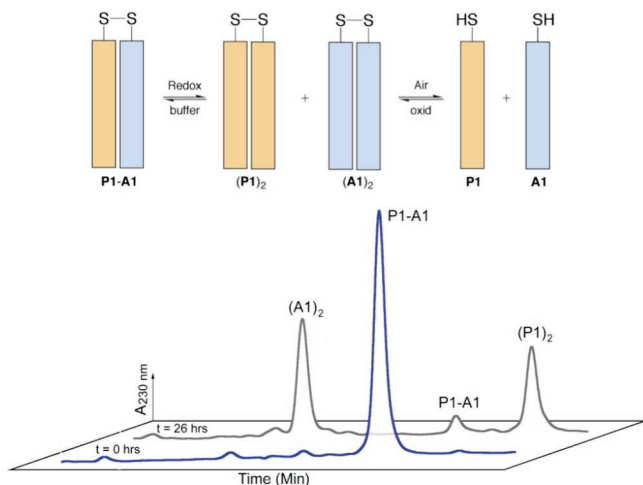 S—S
S—S
S—S
HS
SH
Redox
buffer
+
Air
oxid
+
P1-A1
(P1)₂
(A1)₂
P1
A1
P1-A1
(A1)₂
(P1)₂
P1-A1
A230 nm
t = 26 hrs
t = 0 hrs
Time (Min)